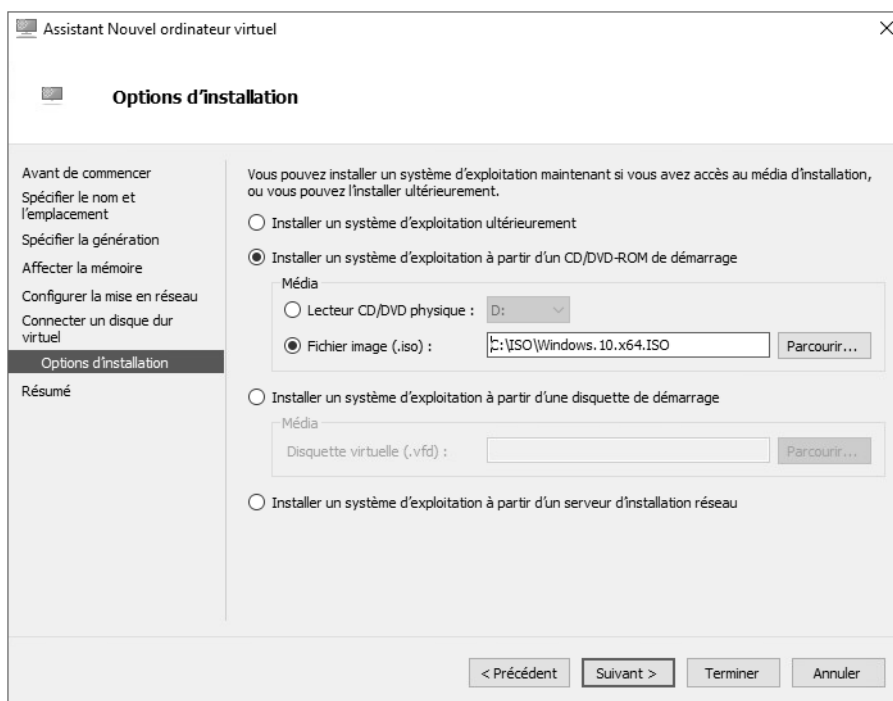 Assistant Nouvel ordinateur virtuel
Options d'installation
Avant de commencer
Spécifier le nom et
l'emplacement
Spécifier la génération
Affecter la mémoire
Configurer la mise en réseau
Connecter un disque dur
virtuel
Options d'installation
Résumé
Vous pouvez installer un système d'exploitation maintenant si vous avez accès au média d'installation,
ou vous pouvez l'installer ultérieurement.
Installer un système d'exploitation ultérieurement
Installer un système d'exploitation à partir d'un CD/DVD-ROM de démarrage
Média
Lecteur CD/DVD physique : D:
Fichier image (.iso) : C:\ISO\Windows.10.x64.ISO Parcourir...
Installer un système d'exploitation à partir d'une disquette de démarrage
Média
Disquette virtuelle (.vfd) : Parcourir...
Installer un système d'exploitation à partir d'un serveur d'installation réseau
< Précédent Suivant > Terminer Annuler